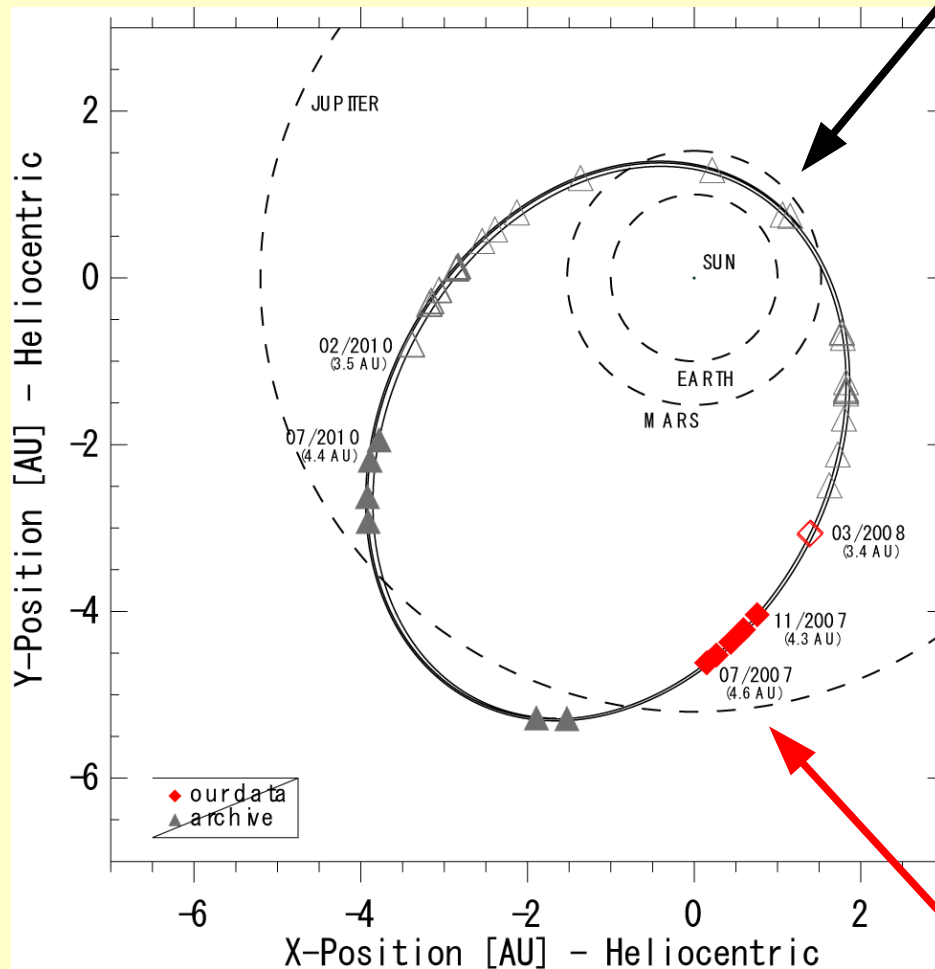 2
0
-2
-4
-6
Y-Position [AU] - Heliocentric
JUPITER
SUN
EARTH
MARS
02/2010
(3.5 AU)
07/2010
(4.4 AU)
03/2008
(3.4 AU)
11/2007
(4.3 AU)
07/2007
(4.6 AU)
ourdata
archive
-6 -4 -2 0 2
X-Position [AU] - Heliocentric